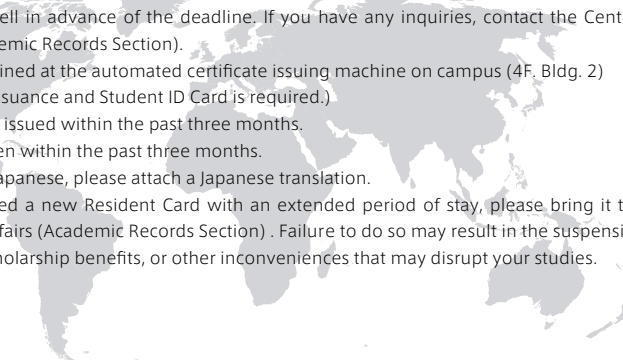 ell in advance of the deadline. If you have any inquiries, contact the Cent
emic Records Section).
ined at the automated certificate issuing machine on campus (4F. Bldg. 2)
suance and Student ID Card is required.)
issued within the past three months.
en within the past three months.
apanese, please attach a Japanese translation.
ed a new Resident Card with an extended period of stay, please bring it t
fairs (Academic Records Section) . Failure to do so may result in the suspensi
holarship benefits, or other inconveniences that may disrupt your studies.